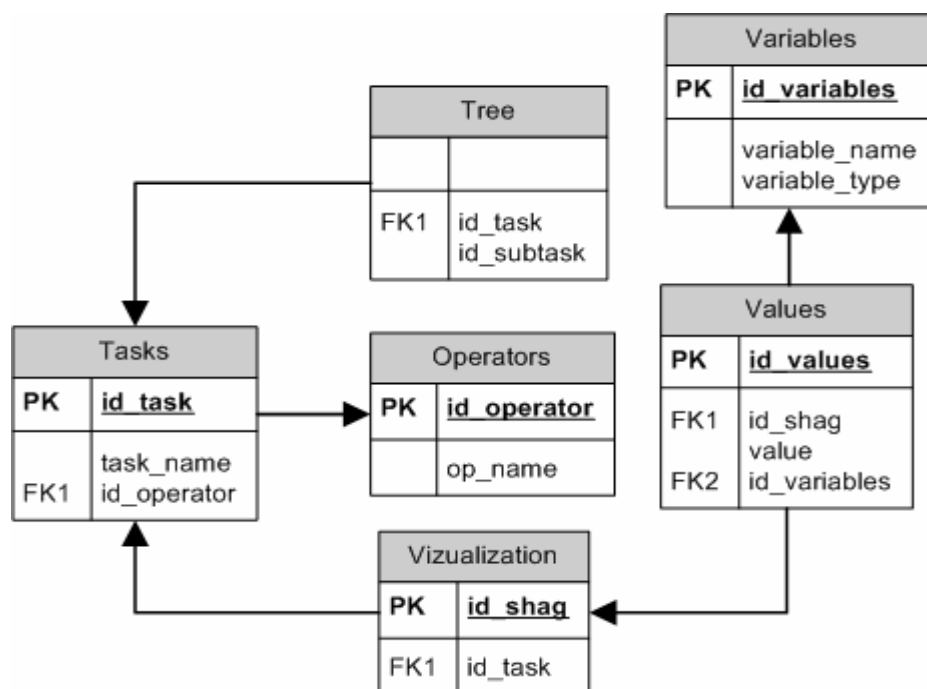 Variables
PK id_variables
variable_name
variable_type
Tree
FK1 id_task
id_subtask
Values
PK id_values
FK1 id_shag
value
FK2 id_variables
Tasks
PK id_task
task_name
FK1 id_operator
Operators
PK id_operator
op_name
Vizualization
PK id_shag
FK1 id_task